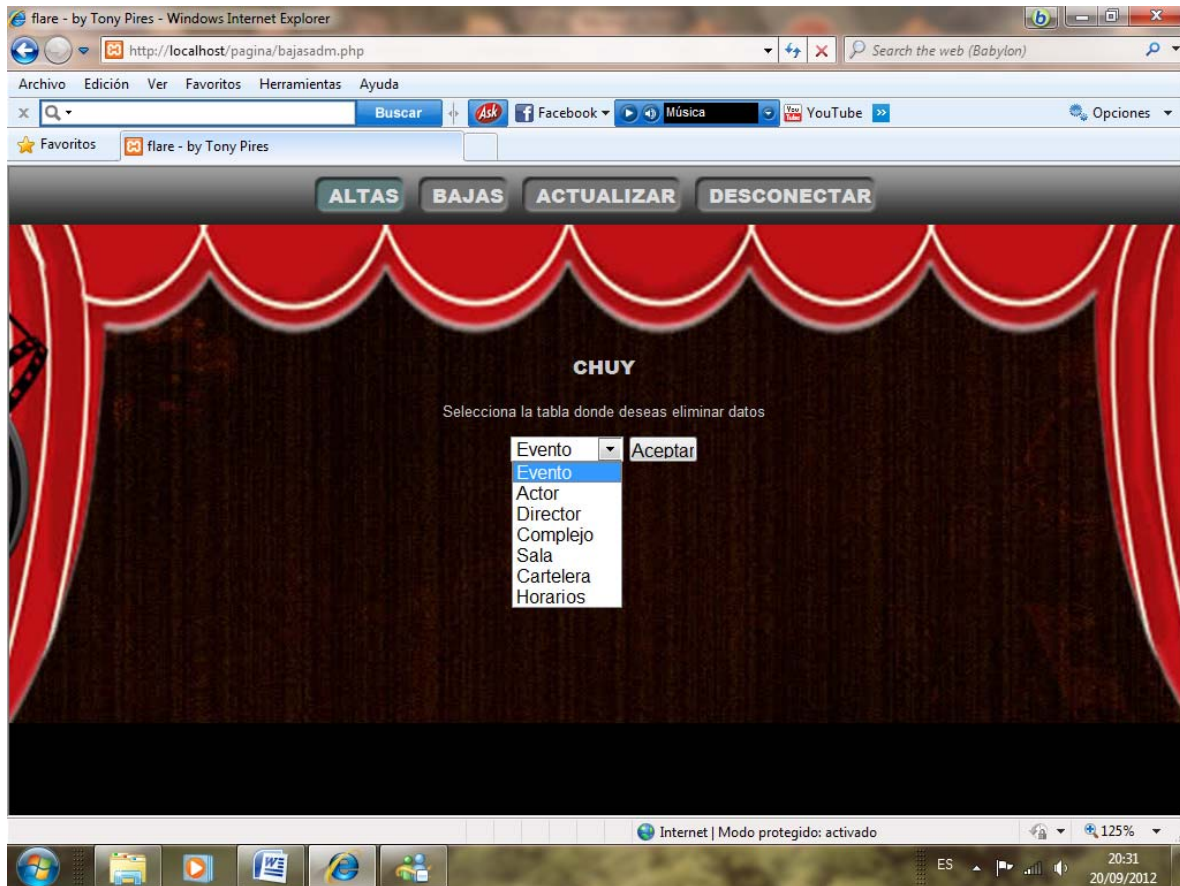 flare - by Tony Pires - Windows Internet Explorer
http://localhost/pagina/bajasadm.php
Search the web (Babylon)
Archivo Edición Ver Favoritos Herramientas Ayuda
Buscar Ask Facebook Música YouTube Opciones
Favoritos flare - by Tony Pires
ALTAS BAJAS ACTUALIZAR DESCONECTAR
CHUY
Selecciona la tabla donde deseas eliminar datos
Evento Aceptar
Evento
Actor
Director
Complejo
Sala
Cartelera
Horarios
Internet | Modo protegido: activado 125%
ES 20:31
20/09/2012